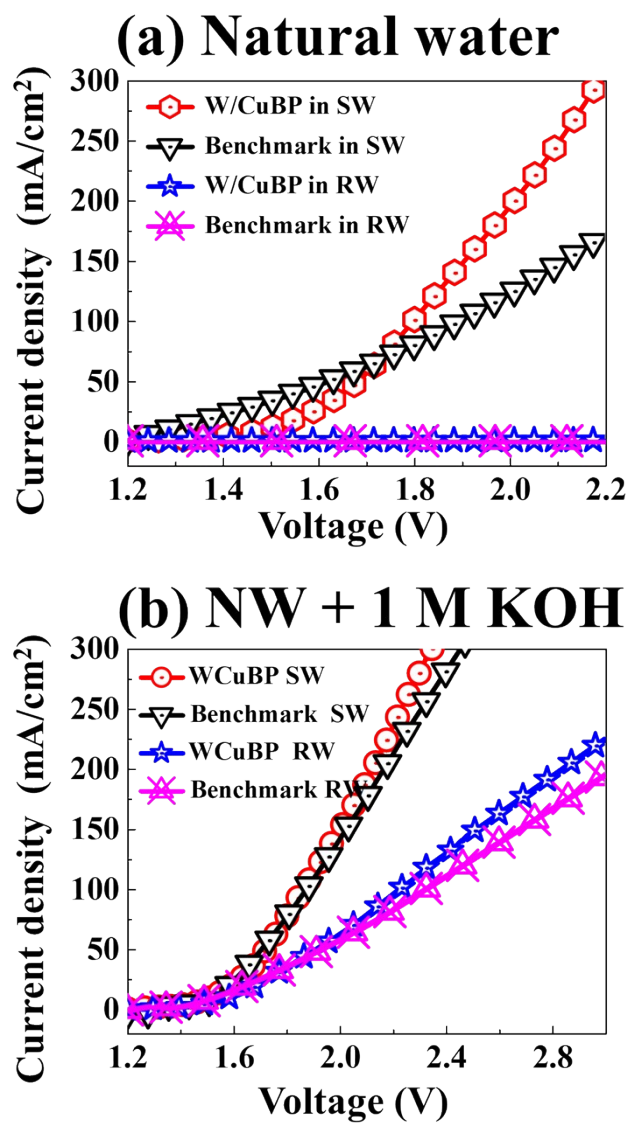 (a) Natural water
300
250
200
150
100
50
0
Current density (mA/cm²)
W/CuBP in SW
Benchmark in SW
W/CuBP in RW
Benchmark in RW
1.2 1.4 1.6 1.8 2.0 2.2
Voltage (V)
(b) NW + 1 M KOH
300
250
200
150
100
50
0
Current density (mA/cm²)
WCuBP SW
Benchmark SW
WCuBP RW
Benchmark RW
1.2 1.6 2.0 2.4 2.8
Voltage (V)